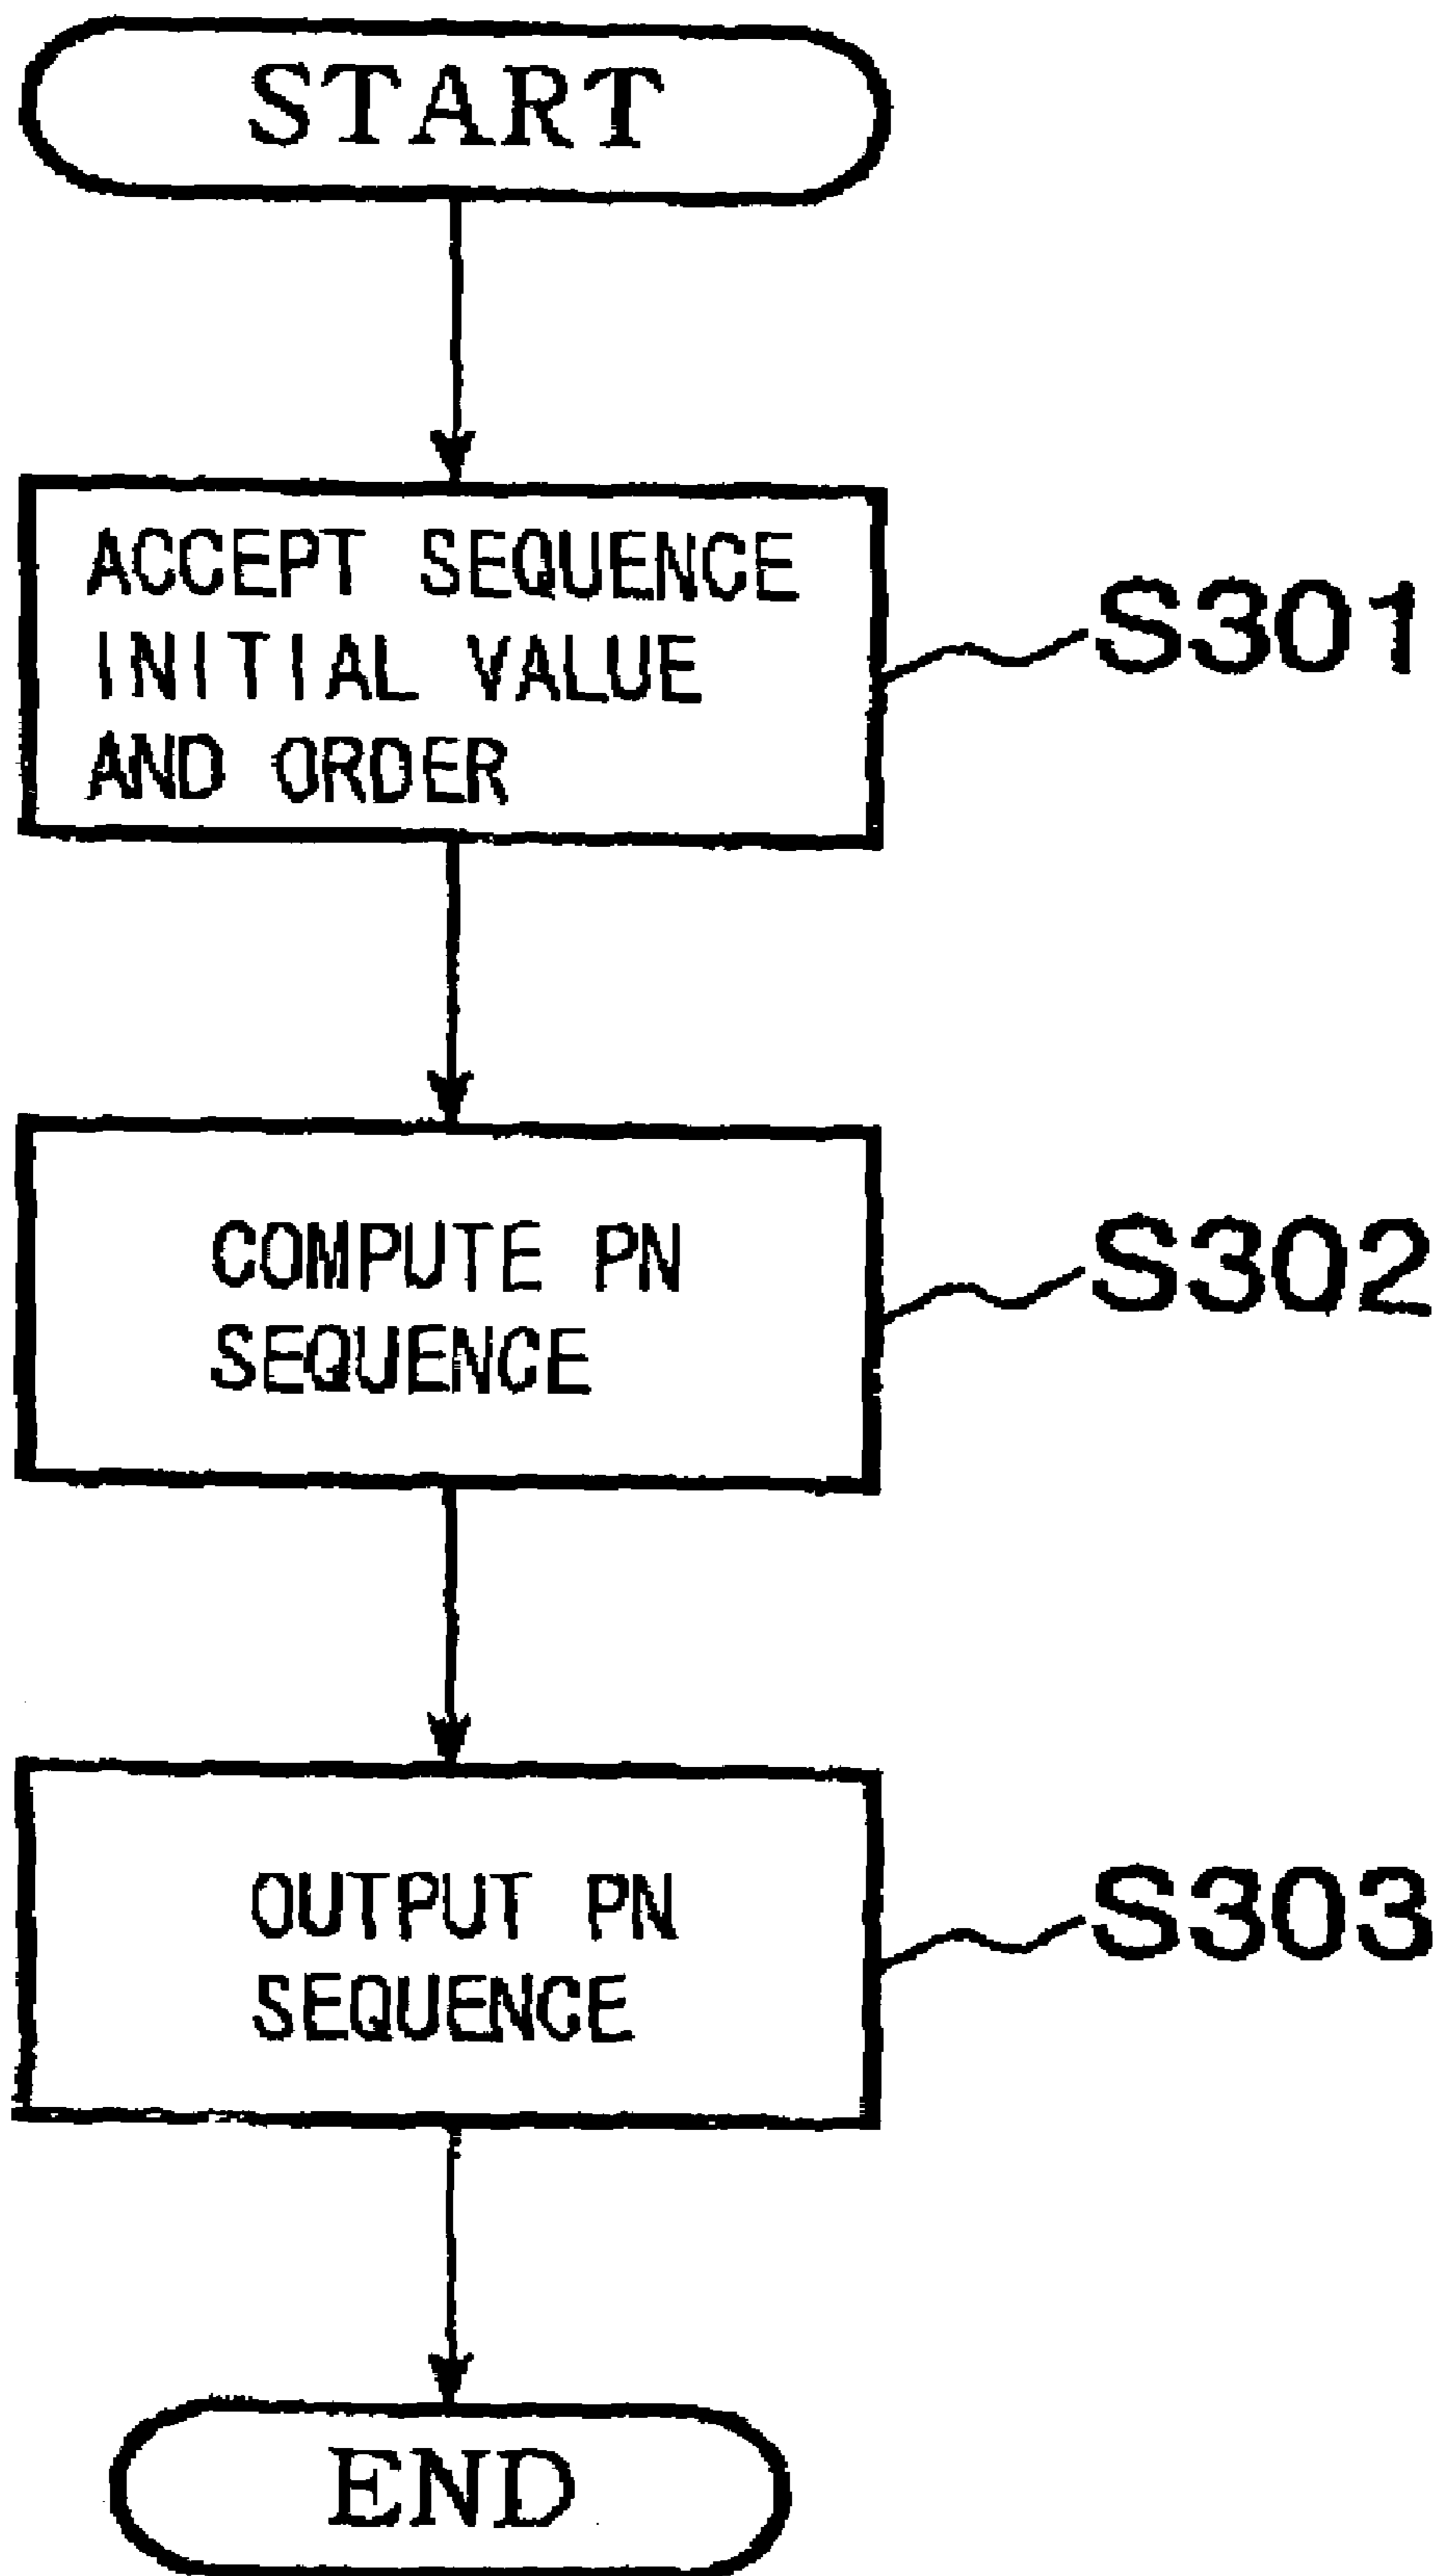 START
ACCEPT SEQUENCE
INITIAL VALUE
AND ORDER
S301
COMPUTE PN
SEQUENCE
S302
OUTPUT PN
SEQUENCE
S303
END